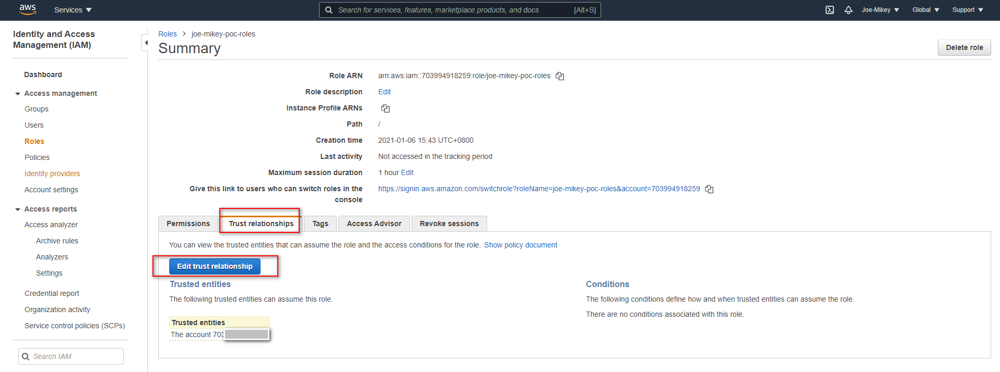 aws
Services
Search for services, features, marketplace products, and docs
[Alt+S]
Joe-Mikey
Global
Support
Identity and Access
Management (IAM)
Dashboard
Access management
Groups
Users
Roles
Policies
Identity providers
Account settings
Access reports
Access analyzer
Archive rules
Analyzers
Settings
Credential report
Organization activity
Service control policies (SCPs)
Search IAM
Roles > joe-mikey-poc-roles
Summary
Delete role
Role ARN arn:aws:iam::703994918259:role/joe-mikey-poc-roles
Role description Edit
Instance Profile ARNs
Path /
Creation time 2021-01-06 15:43 UTC+0800
Last activity Not accessed in the tracking period
Maximum session duration 1 hour Edit
Give this link to users who can switch roles in the
console
https://signin.aws.amazon.com/switchrole?roleName=joe-mikey-poc-roles&account=703994918259
Permissions
Trust relationships
Tags
Access Advisor
Revoke sessions
You can view the trusted entities that can assume the role and the access conditions for the role. Show policy document
Edit trust relationship
Trusted entities
The following trusted entities can assume this role.
Trusted entities
The account 703
Conditions
The following conditions define how and when trusted entities can assume the role.
There are no conditions associated with this role.